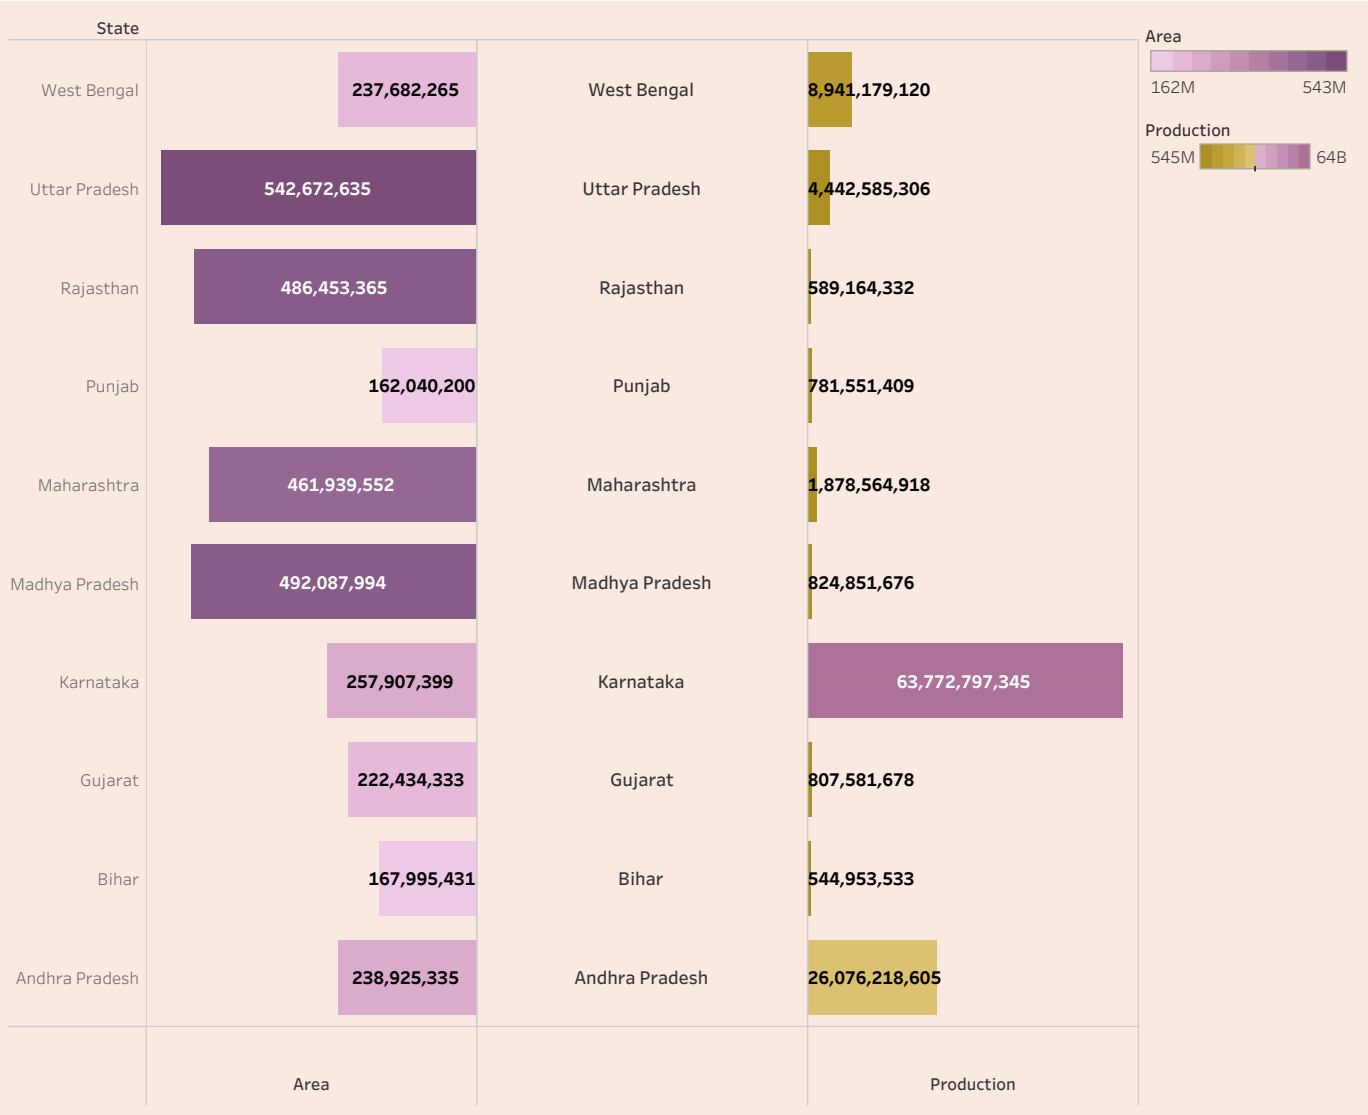 State
Area
162M 543M
Production
545M 64B
West Bengal 237,682,265 West Bengal 8,941,179,120
Uttar Pradesh 542,672,635 Uttar Pradesh 4,442,585,306
Rajasthan 486,453,365 Rajasthan 589,164,332
Punjab 162,040,200 Punjab 781,551,409
Maharashtra 461,939,552 Maharashtra 1,878,564,918
Madhya Pradesh 492,087,994 Madhya Pradesh 824,851,676
Karnataka 257,907,399 Karnataka 63,772,797,345
Gujarat 222,434,333 Gujarat 807,581,678
Bihar 167,995,431 Bihar 544,953,533
Andhra Pradesh 238,925,335 Andhra Pradesh 26,076,218,605
Area Production